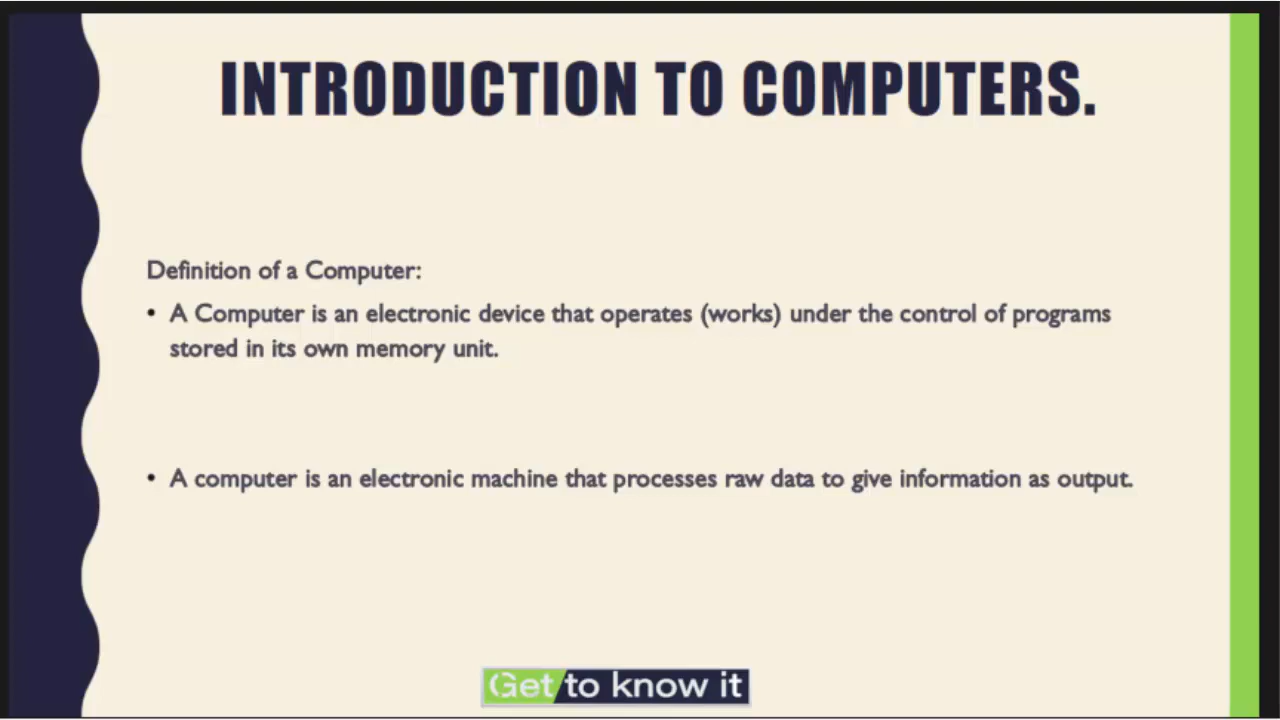 INTRODUCTION TO COMPUTERS.
Definition of a Computer:
• A Computer is an electronic device that operates (works) under the control of programs
stored in its own memory unit.
• A computer is an electronic machine that processes raw data to give information as output.
Get to know it